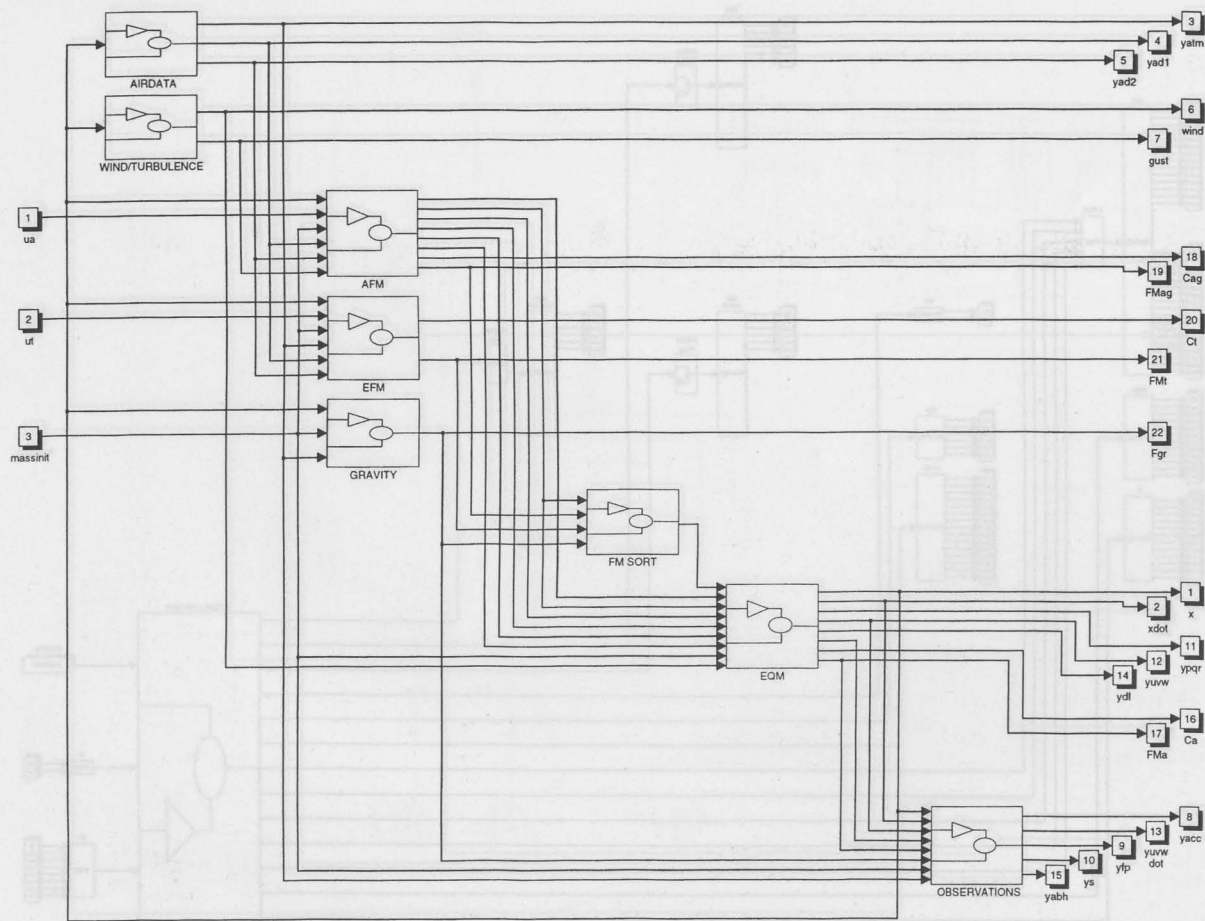 3
yatm
4
yad1
5
yad2
AIRDATA
6
wind
7
gust
WIND/TURBULENCE
1
ua
AFM
18
Cag
19
FMag
2
ut
EFM
20
Ct
21
FMt
3
massinit
GRAVITY
22
Fgr
FM SORT
EQM
1
x
2
xdot
11
ypqr
12
yuvw
14
ydl
16
Ca
17
FMa
OBSERVATIONS
8
yacc
13
yuvw
dot
9
yfp
10
ys
15
yabh